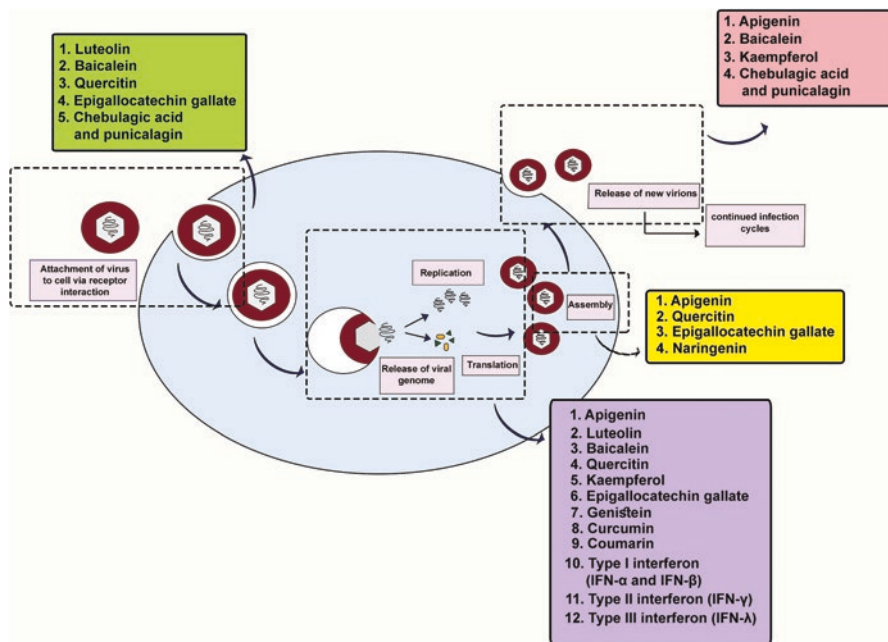 1. Luteolin
2. Baicalein
3. Quercitin
4. Epigallocatechin gallate
5. Chebulagic acid
and punicalagin
1. Apigenin
2. Baicalein
3. Kaempferol
4. Chebulagic acid
and punicalagin
Attachment of virus
to cell via receptor
interaction
Release of new virions
continued infection
cycles
Replication
Assembly
Release of viral
genome
Translation
1. Apigenin
2. Quercitin
3. Epigallocatechin gallate
4. Naringenin
1. Apigenin
2. Luteolin
3. Baicalein
4. Quercitin
5. Kaempferol
6. Epigallocatechin gallate
7. Genistein
8. Curcumin
9. Coumarin
10. Type I interferon
(IFN-α and IFN-β)
11. Type II interferon (IFN-γ)
12. Type III interferon (IFN-λ)